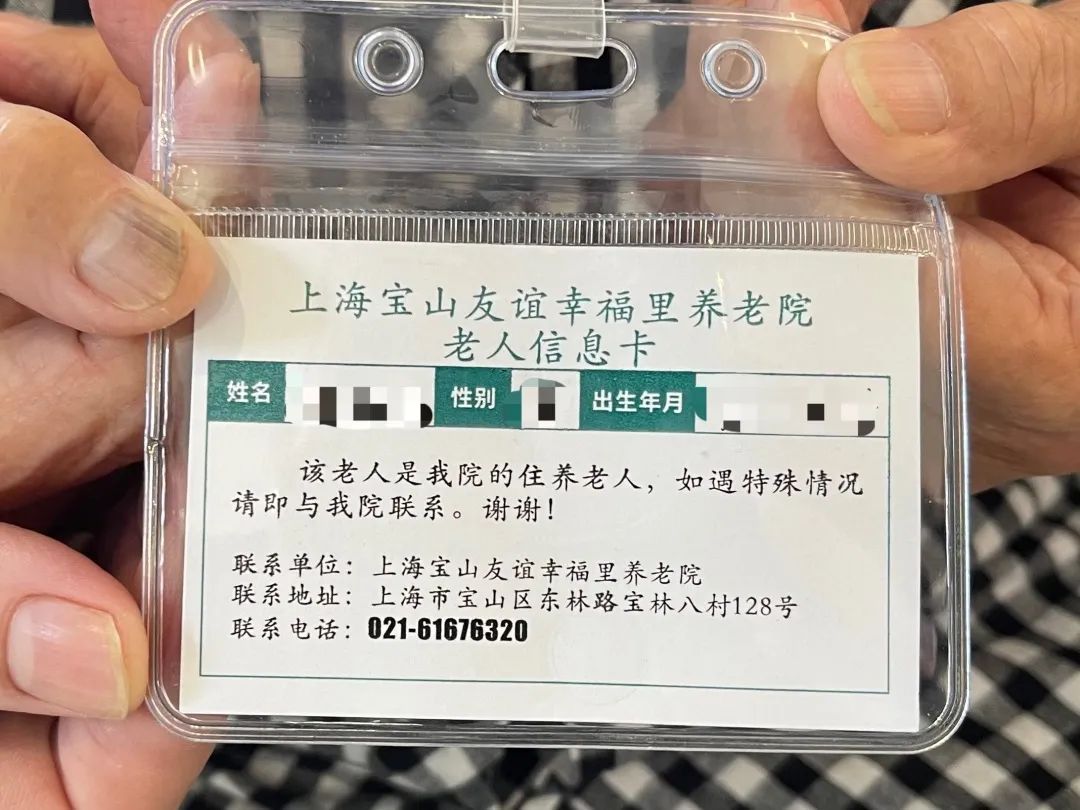 上海宝山友谊幸福里养老院
老人信息卡
姓名 性别 出生年月
该老人是我院的住养老人，如遇特殊情况
请即与我院联系。谢谢！
联系单位：上海宝山友谊幸福里养老院
联系地址：上海市宝山区东林路宝林八村128号
联系电话：021-61676320